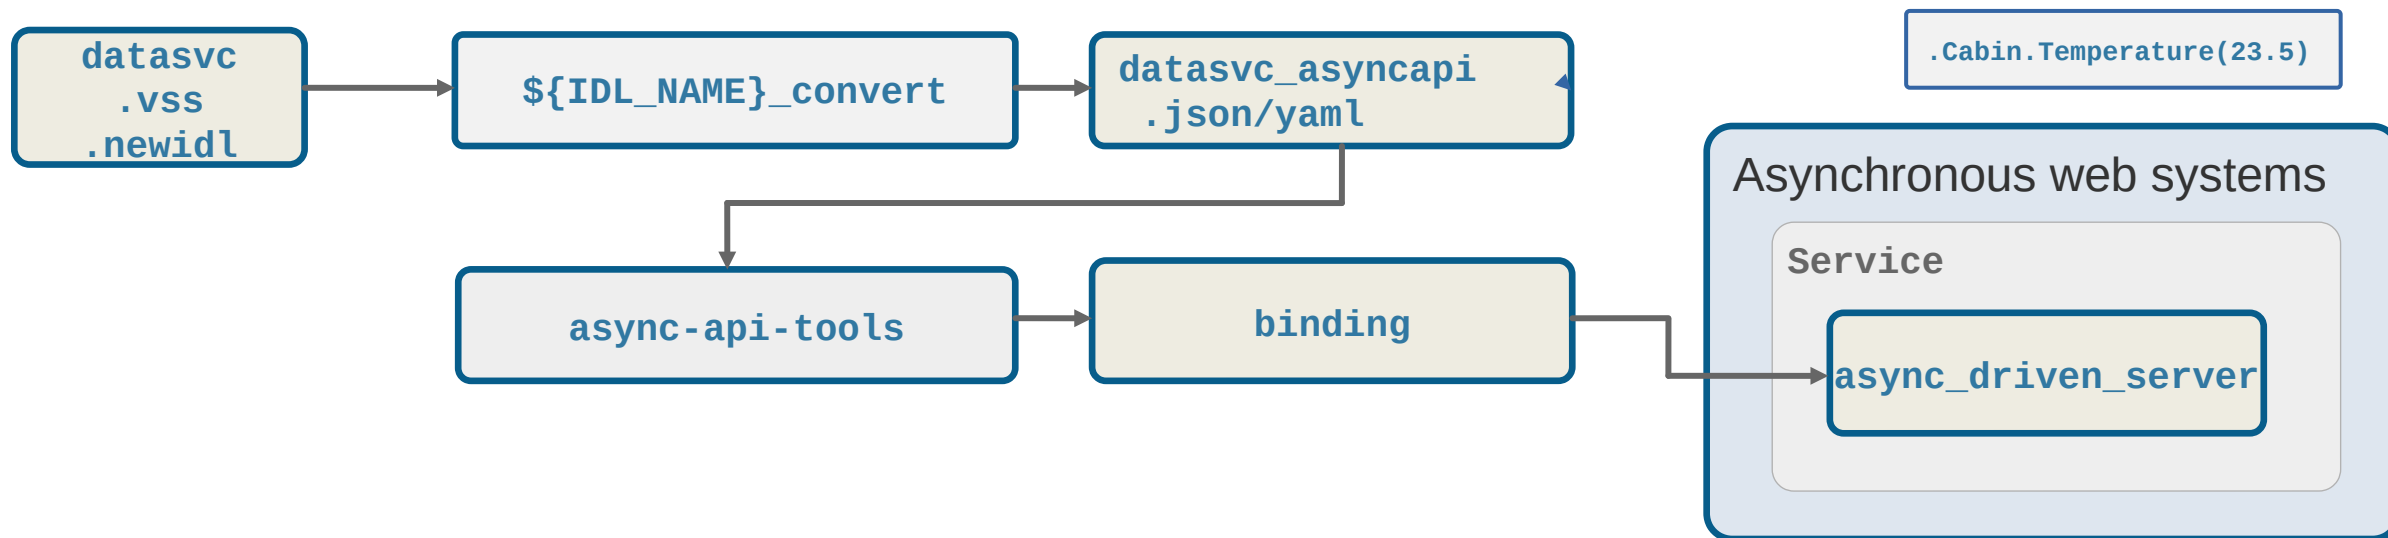 datasvc
.vss
.newidl
${IDL_NAME}_convert
datasvc_asyncapi
.json/yaml
.Cabin.Temperature(23.5)
Asynchronous web systems
Service
async-api-tools
binding
async_driven_server